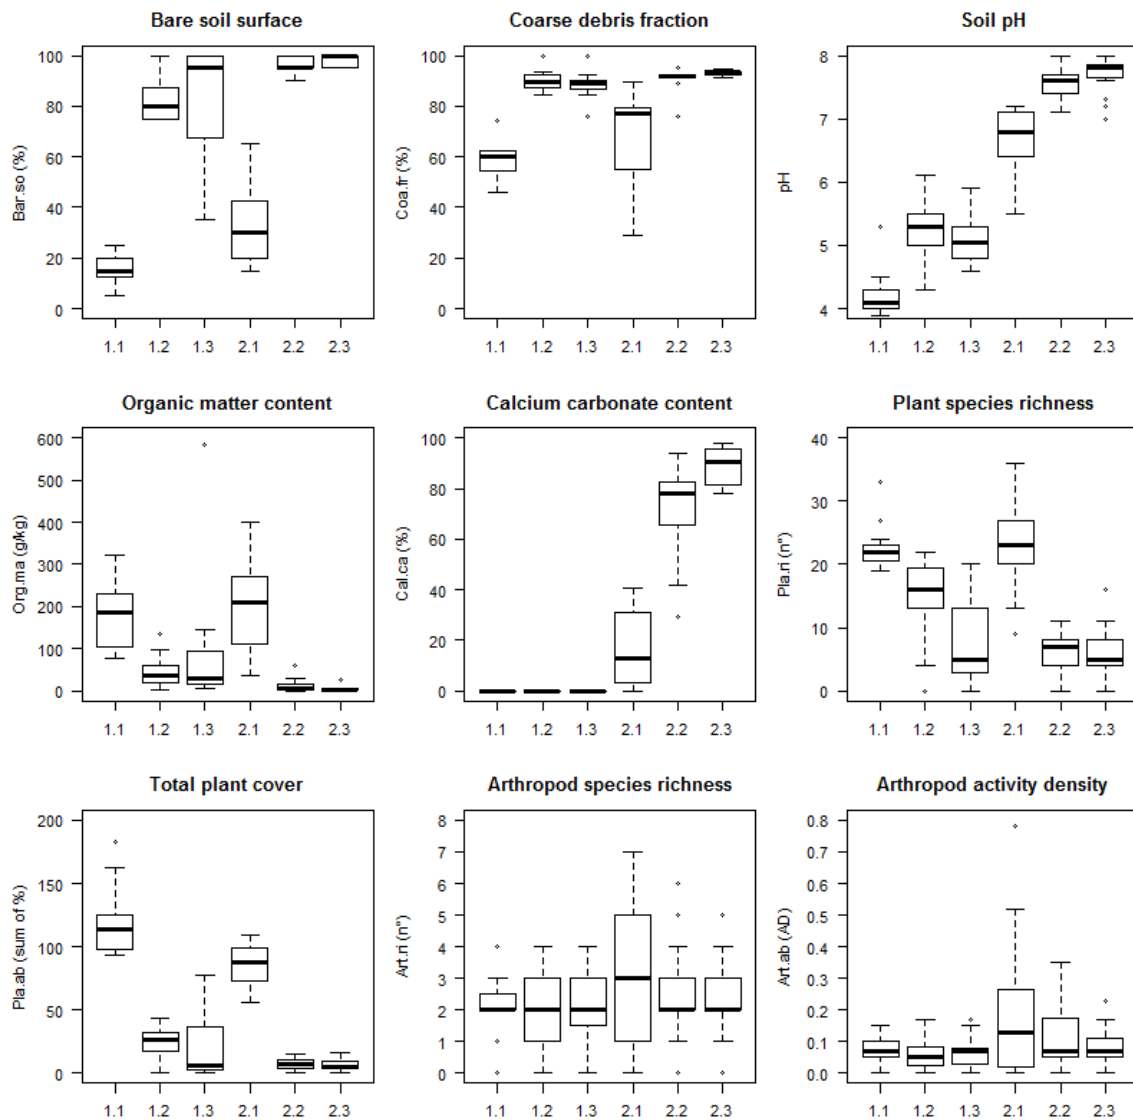 Bare soil surface
Bar.so (%)
100
80
60
40
20
0
1.1 1.2 1.3 2.1 2.2 2.3
Coarse debris fraction
Coa.fr (%)
100
80
60
40
20
0
1.1 1.2 1.3 2.1 2.2 2.3
Soil pH
pH
8
7
6
5
4
1.1 1.2 1.3 2.1 2.2 2.3
Organic matter content
Org.ma (g/kg)
600
500
400
300
200
100
0
1.1 1.2 1.3 2.1 2.2 2.3
Calcium carbonate content
Cal.ca (%)
100
80
60
40
20
0
1.1 1.2 1.3 2.1 2.2 2.3
Plant species richness
Pla.ri (n°)
40
30
20
10
0
1.1 1.2 1.3 2.1 2.2 2.3
Total plant cover
Pla.ab (sum of %)
200
150
100
50
0
1.1 1.2 1.3 2.1 2.2 2.3
Arthropod species richness
Art.ri (n°)
8
7
6
5
4
3
2
1
0
1.1 1.2 1.3 2.1 2.2 2.3
Arthropod activity density
Art.ab (AD)
0.8
0.7
0.6
0.5
0.4
0.3
0.2
0.1
0.0
1.1 1.2 1.3 2.1 2.2 2.3